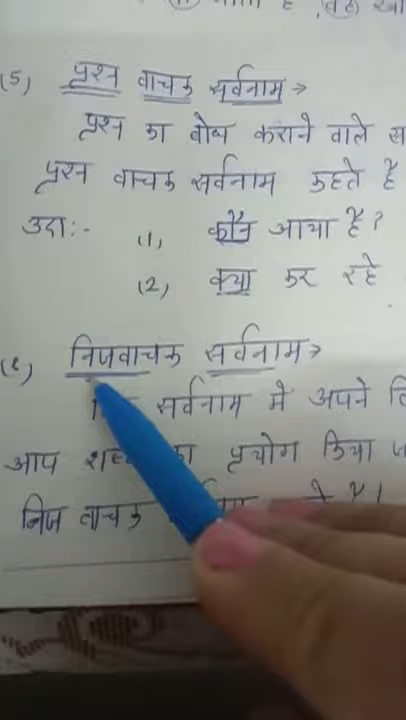 (5) प्रश्न वाचक सर्वनाम →
प्रश्न का बोध कराने वाले
प्रश्न वाचक सर्वनाम कहते है
उदा:- (1) कौन आया है?
(2) क्या कर रहे
निजवाचक सर्वनाम →
सर्वनाम में अपने
आप का प्रयोग किया
निज वाचक